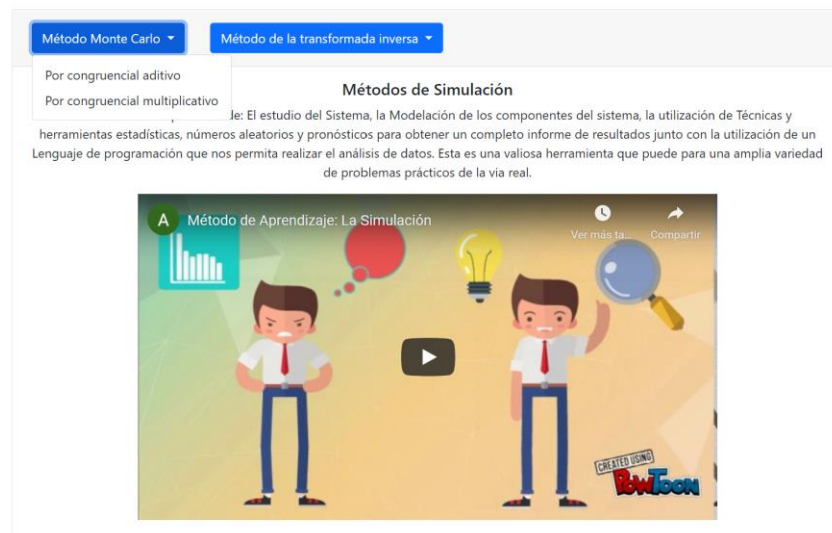 Método Monte Carlo
Método de la transformada inversa
Por congruencial aditivo
Por congruencial multiplicativo
Métodos de Simulación
de: El estudio del Sistema, la Modelación de los componentes del sistema, la utilización de Técnicas y
herramientas estadísticas, números aleatorios y pronósticos para obtener un completo informe de resultados junto con la utilización de un
Lenguaje de programación que nos permita realizar el análisis de datos. Esta es una valiosa herramienta que puede para una amplia variedad
de problemas prácticos de la via real.
A
Método de Aprendizaje: La Simulación
Ver más ta...
Compartir
CREATED USING
POWTOON